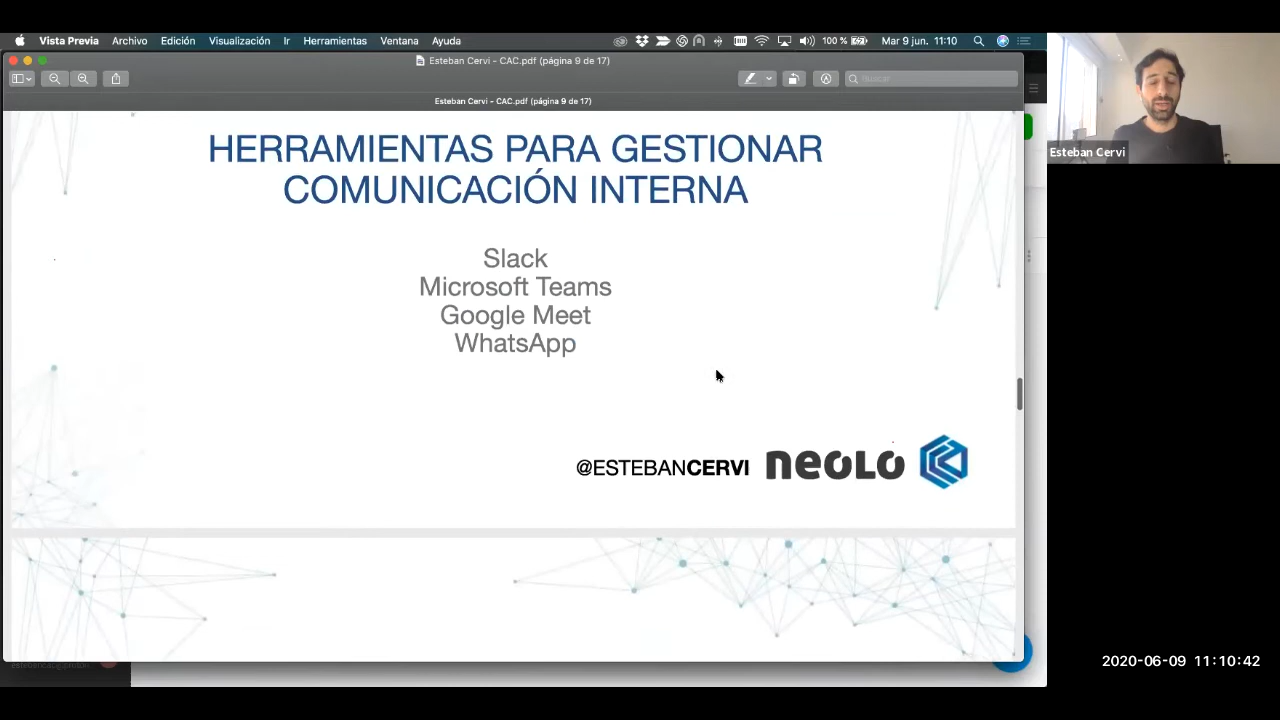 Vista Previa Archivo Edición Visualización Ir Herramientas Ventana Ayuda 100 % Mar 9 jun. 11:10
Esteban Cervi - CAC.pdf (página 9 de 17)
Buscar
Esteban Cervi - CAC.pdf (página 9 de 17)
HERRAMIENTAS PARA GESTIONAR
COMUNICACIÓN INTERNA
Slack
Microsoft Teams
Google Meet
WhatsApp
@ESTEBANCERVI neolo
Esteban Cervi
2020-06-09 11:10:42